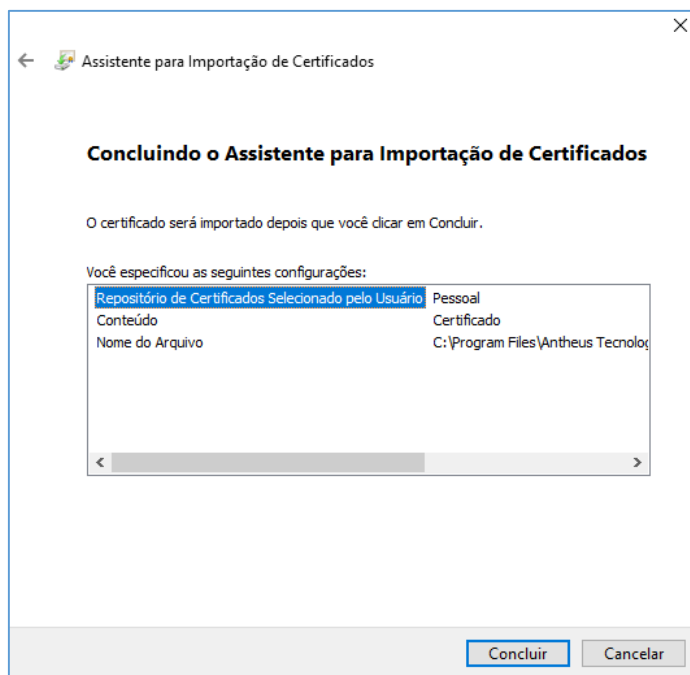 Assistente para Importação de Certificados
Concluindo o Assistente para Importação de Certificados
O certificado será importado depois que você clicar em Concluir.
Você especificou as seguintes configurações:
Repositório de Certificados Selecionado pelo Usuário Pessoal
Conteúdo Certificado
Nome do Arquivo C:\Program Files\Antheus Tecnolog
Concluir Cancelar